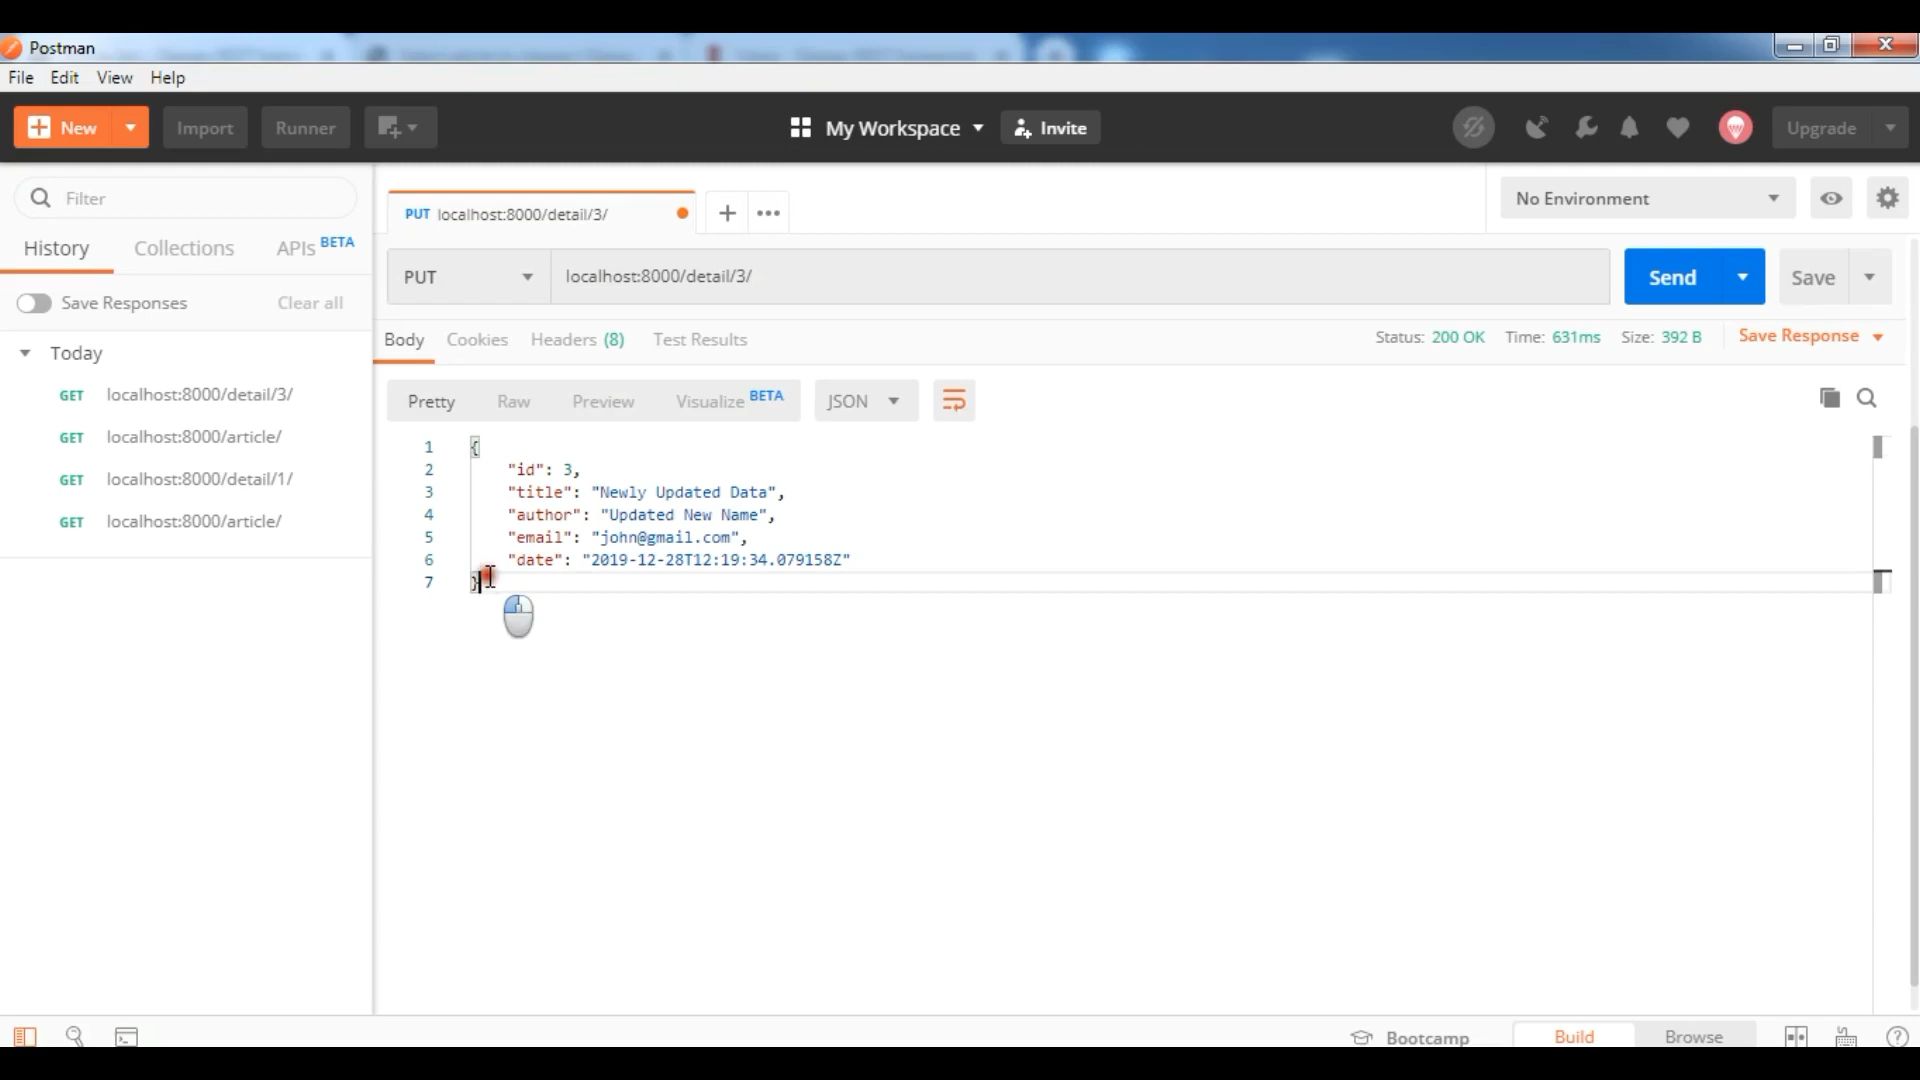 Postman
File Edit View Help
New Import Runner My Workspace Invite Upgrade
Filter
History Collections APIs BETA
Save Responses Clear all
Today
GET localhost:8000/detail/3/
GET localhost:8000/article/
GET localhost:8000/detail/1/
GET localhost:8000/article/
PUT localhost:8000/detail/3/
No Environment
PUT localhost:8000/detail/3/ Send Save
Body Cookies Headers (8) Test Results Status: 200 OK Time: 631ms Size: 392 B Save Response
Pretty Raw Preview Visualize BETA JSON
1 {
2 "id": 3,
3 "title": "Newly Updated Data",
4 "author": "Updated New Name",
5 "email": "john@gmail.com",
6 "date": "2019-12-28T12:19:34.079158Z"
7 }
Bootcamp Build Browse